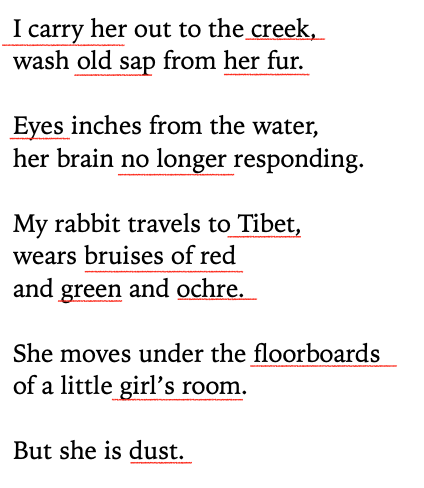 I carry her out to the creek,
wash old sap from her fur.
Eyes inches from the water,
her brain no longer responding.
My rabbit travels to Tibet,
wears bruises of red
and green and ochre.
She moves under the floorboards
of a little girl’s room.
But she is dust.